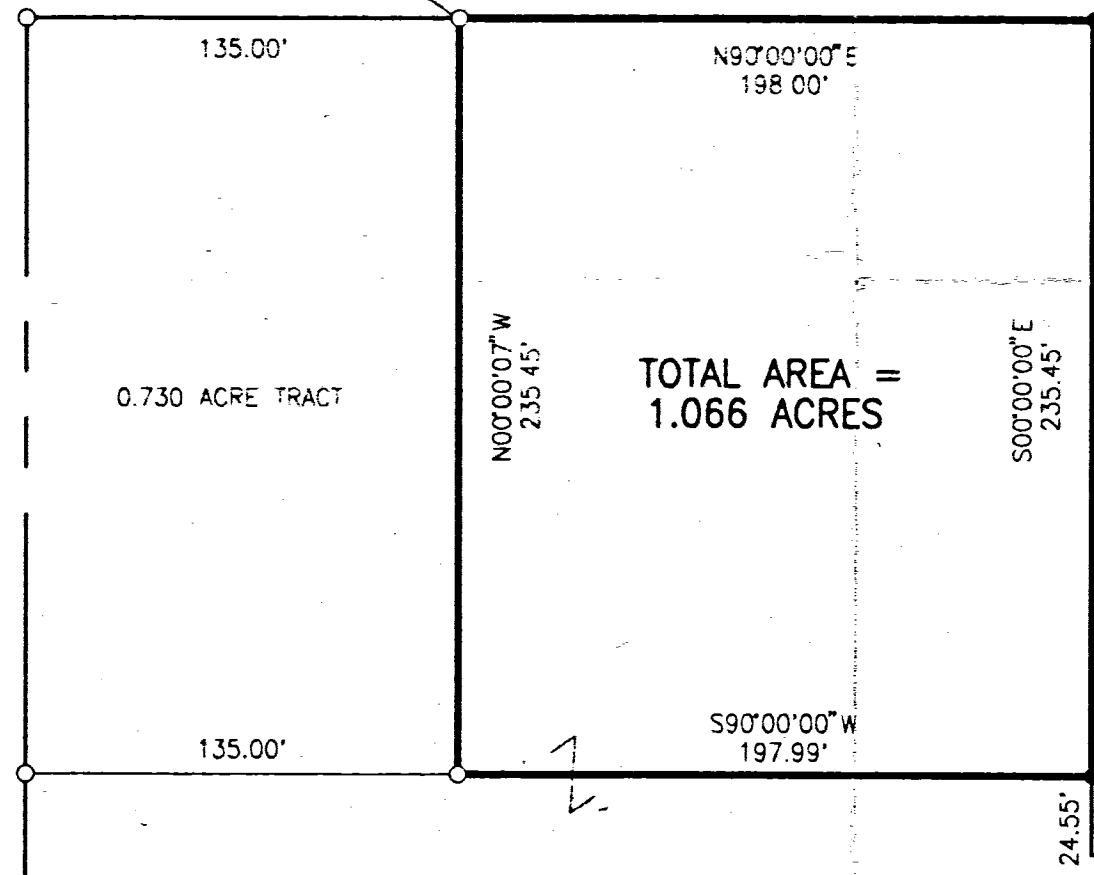 135.00'
N90°00'00"E
198.00'
0.730 ACRE TRACT
N00°00'07"W
235.45'
TOTAL AREA =
1.066 ACRES
S00°00'00"E
235.45'
135.00'
S90°00'00"W
197.99'
24.55'